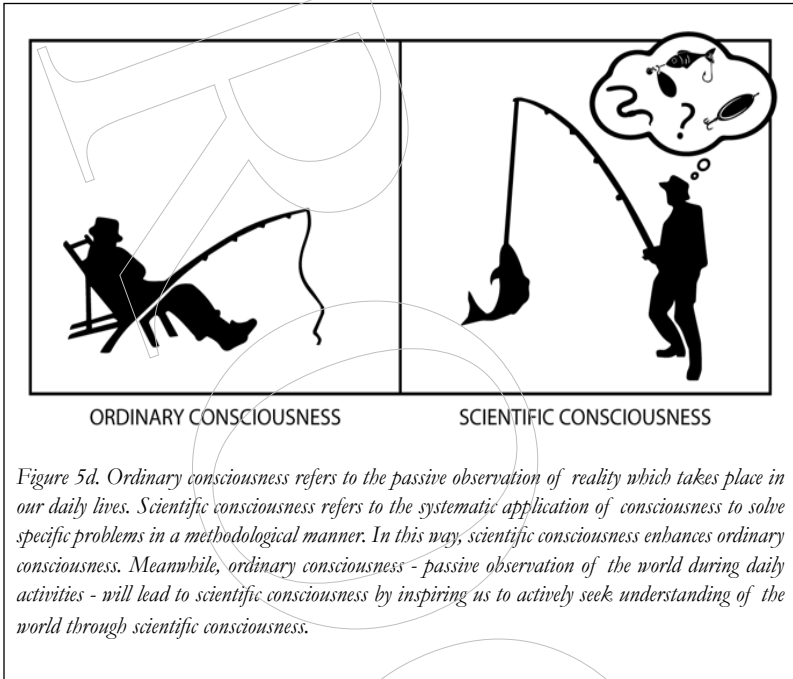 ?
ORDINARY CONSCIOUSNESS
SCIENTIFIC CONSCIOUSNESS
Figure 5d. Ordinary consciousness refers to the passive observation of reality which takes place in
our daily lives. Scientific consciousness refers to the systematic application of consciousness to solve
specific problems in a methodological manner. In this way, scientific consciousness enhances ordinary
consciousness. Meanwhile, ordinary consciousness - passive observation of the world during daily
activities - will lead to scientific consciousness by inspiring us to actively seek understanding of the
world through scientific consciousness.